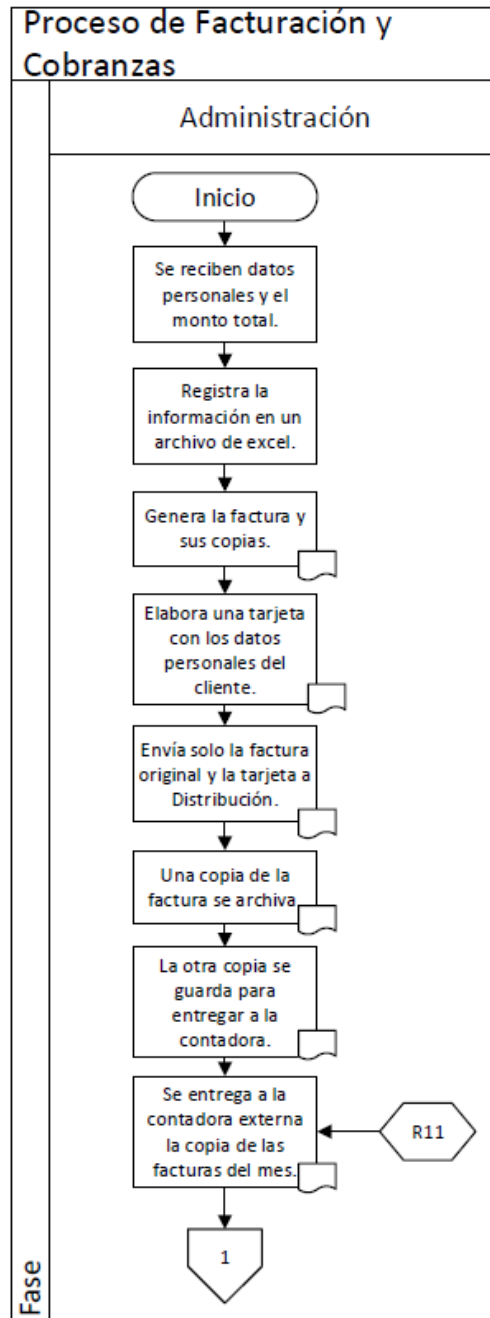 Proceso de Facturación y
Cobranzas
Administración
Inicio
Se reciben datos
personales y el
monto total.
Registra la
información en un
archivo de excel.
Genera la factura y
sus copias.
Elabora una tarjeta
con los datos
personales del
cliente.
Envía solo la factura
original y la tarjeta a
Distribución.
Una copia de la
factura se archiva.
La otra copia se
guarda para
entregar a la
contadora.
Se entrega a la
contadora externa
la copia de las
facturas del mes.
R11
1
Fase